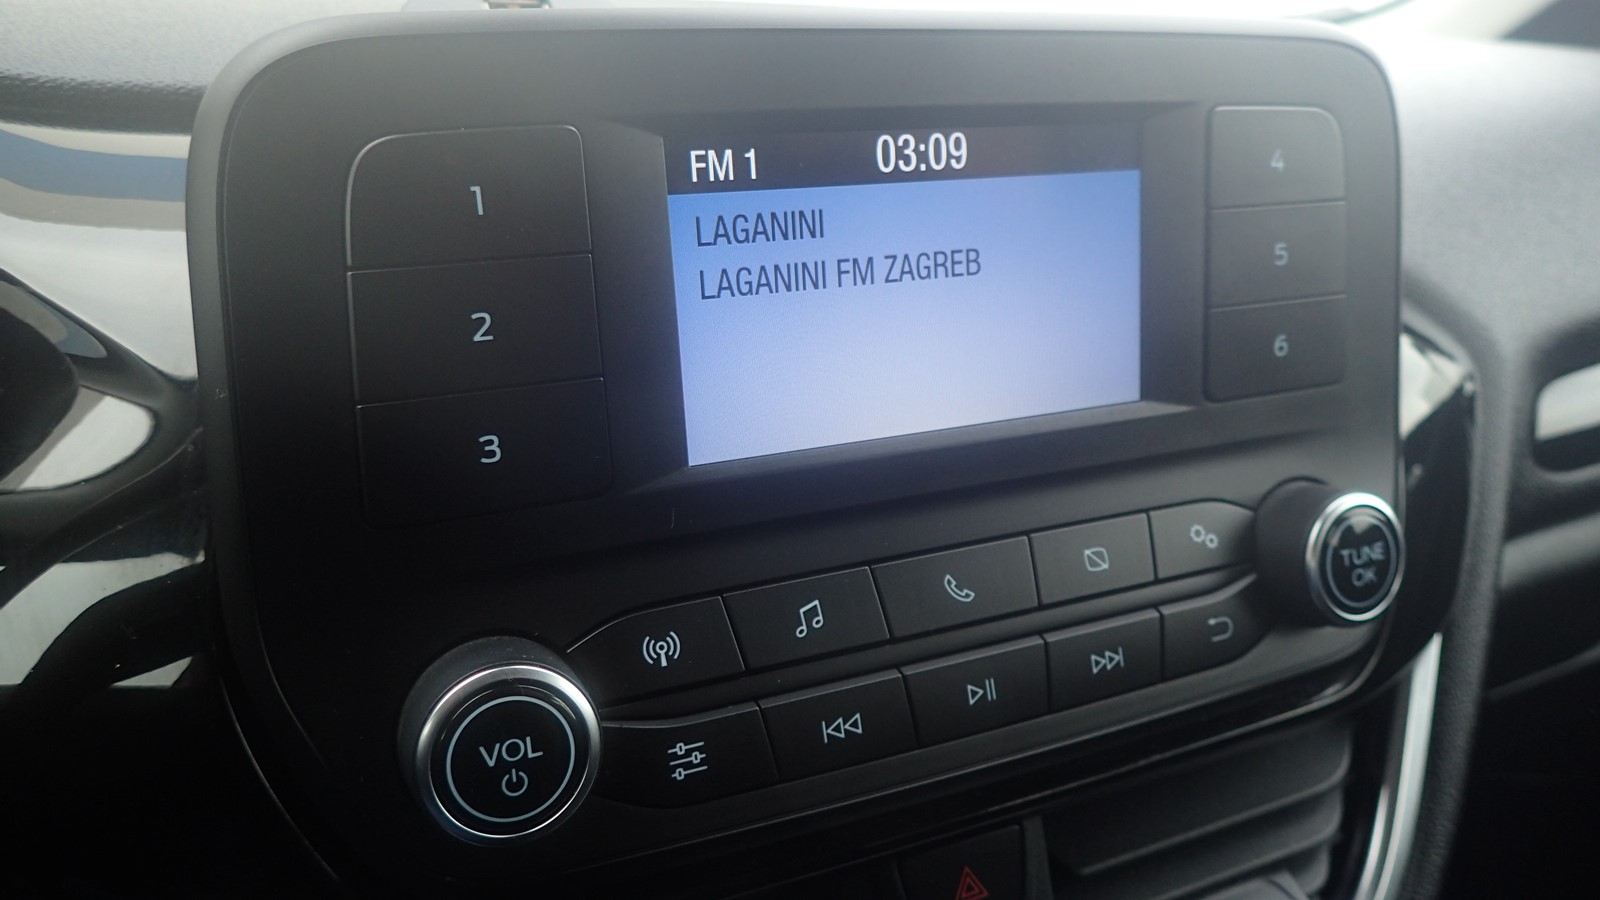 FM 1 03:09
LAGANINI
LAGANINI FM ZAGREB
1
2
3
4
5
6
VOL
TUNE
OK